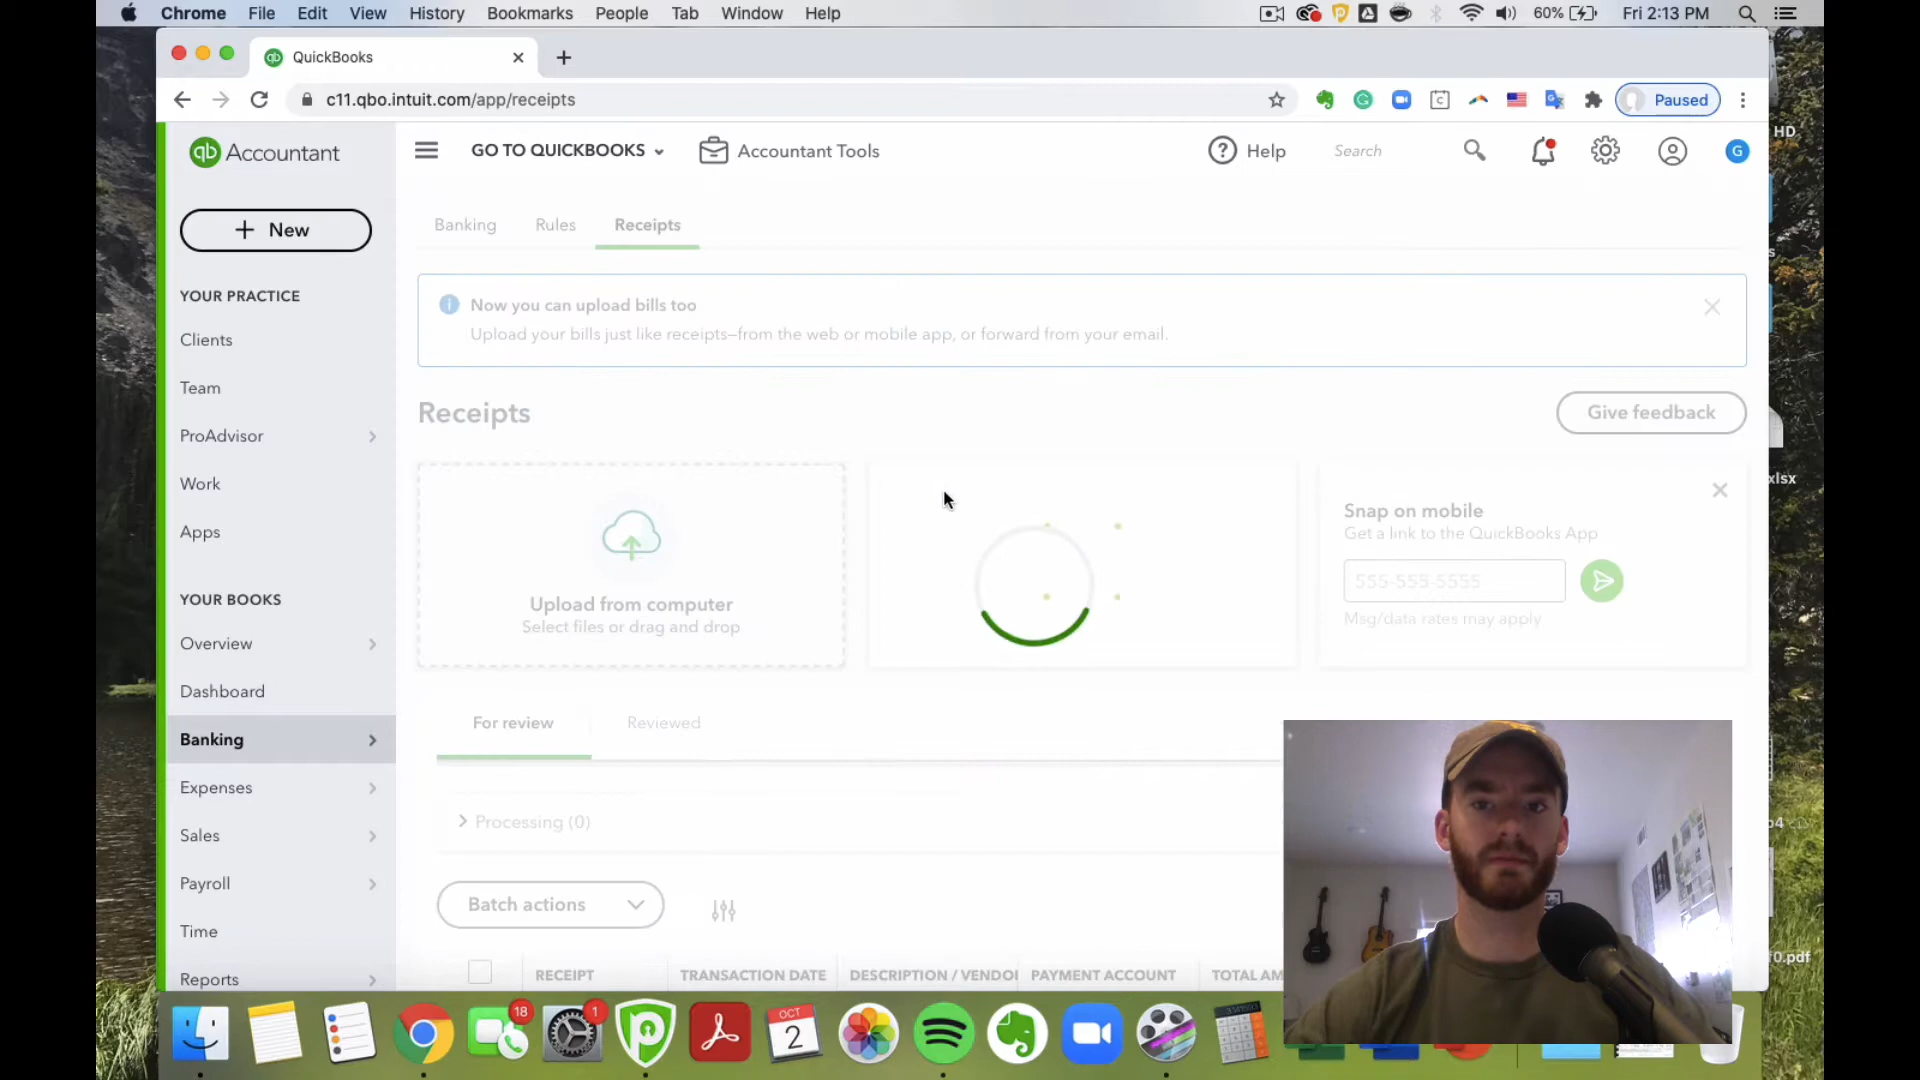 Chrome File Edit View History Bookmarks People Tab Window Help 60% Fri 2:13 PM
QuickBooks
c11.qbo.intuit.com/app/receipts Paused
HD
qb Accountant GO TO QUICKBOOKS Accountant Tools Help Search G
Banking Rules Receipts
New
Now you can upload bills too
Upload your bills just like receipts—from the web or mobile app, or forward from your email.
YOUR PRACTICE
Clients
Team
ProAdvisor
Work
Apps
Receipts Give feedback
xlsx
Upload from computer
Select files or drag and drop
Snap on mobile
Get a link to the QuickBooks App
555-555-5555
Msg/data rates may apply
YOUR BOOKS
Overview
Dashboard
Banking
Expenses
Sales
Payroll
Time
Reports
For review Reviewed
Processing (0)
Batch actions
RECEIPT TRANSACTION DATE DESCRIPTION / VENDO PAYMENT ACCOUNT TOTAL AM
f0.pdf
18 1 OCT 2